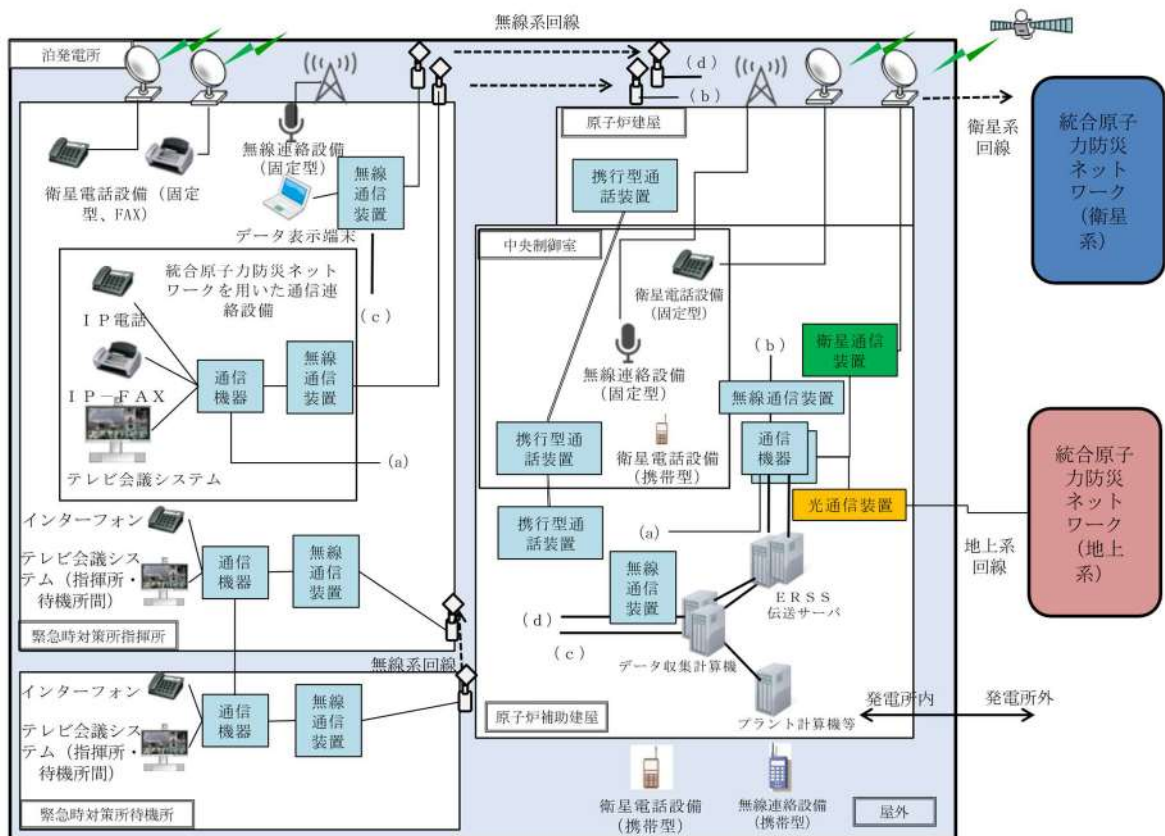 無線系回線
泊発電所
(d)
(b)
衛星系
回線
統合原子
力防災
ネット
ワーク
(衛星
系)
無線連絡設備
(固定型)
衛星電話設備(固定
型、FAX)
無線
通信
装置
データ表示端末
原子炉建屋
携行型通
話装置
中央制御室
衛星電話設備
(固定型)
統合原子力防災ネット
ワークを用いた通信連
絡設備
(c)
IP電話
IP-FAX
テレビ会議システム
通信
機器
無線
通信
装置
(a)
無線連絡設備
(固定型)
(b)
衛星通信
装置
無線通信装置
携行型通
話装置
衛星電話設備
(携帯型)
通信
機器
携行型通
話装置
(a)
光通信装置
地上系
回線
統合原子
力防災
ネット
ワーク
(地上
系)
インターフォン
テレビ会議シス
テム(指揮所・
待機所間)
通信
機器
無線
通信
装置
緊急時対策所指揮所
無線
通信
装置
ERSS
伝送サーバ
(d)
(c)
データ収集計算機
無線系回線
インターフォン
テレビ会議シス
テム(指揮所・
待機所間)
通信
機器
無線
通信
装置
緊急時対策所待機所
原子炉補助建屋
プラント計算機等
発電所内
発電所外
衛星電話設備
(携帯型)
無線連絡設備
(携帯型)
屋外